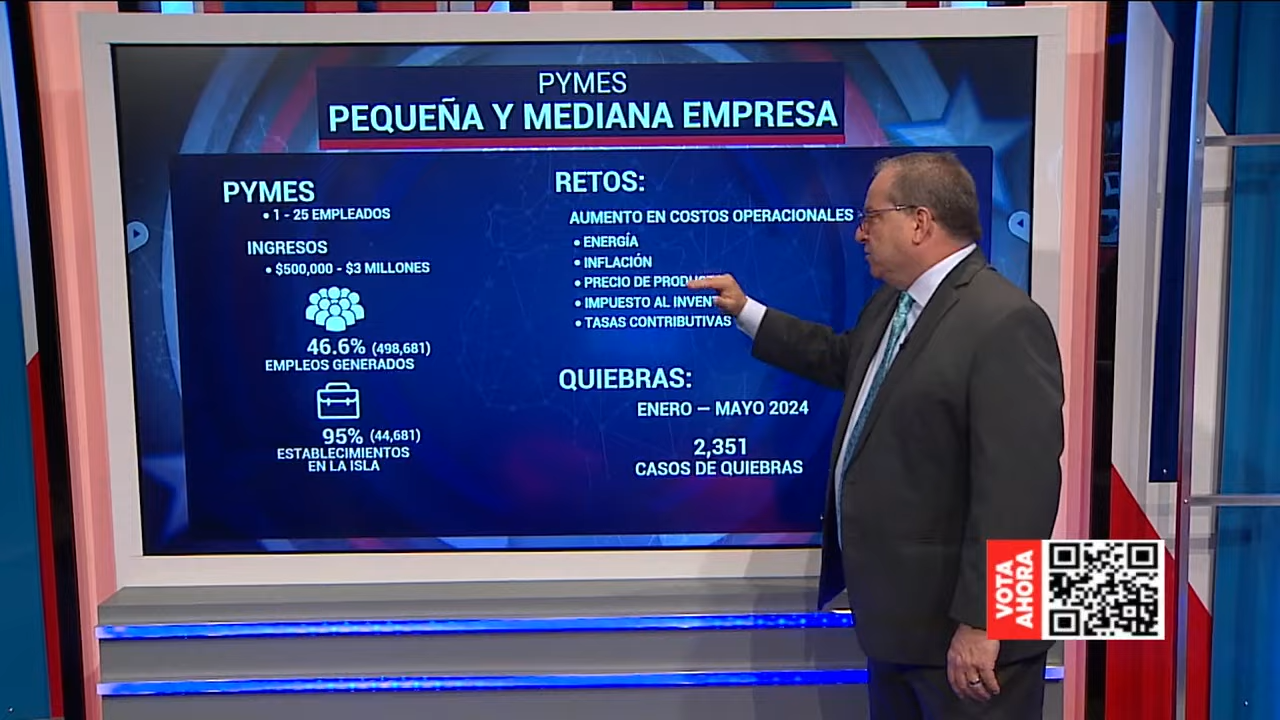 PYMES
PEQUEÑA Y MEDIANA EMPRESA
PYMES
• 1 - 25 EMPLEADOS
INGRESOS
• $500,000 - $3 MILLONES
46.6% (498,681)
EMPLEOS GENERADOS
95% (44,681)
ESTABLECIMIENTOS
EN LA ISLA
RETOS:
AUMENTO EN COSTOS OPERACIONALES
• ENERGÍA
• INFLACIÓN
• PRECIO DE
• IMPUESTO AL
• TASAS CONTRIBUTIVAS
QUIEBRAS:
ENERO – MAYO 2024
2,351
CASOS DE QUIEBRAS
VOTA
AHORA